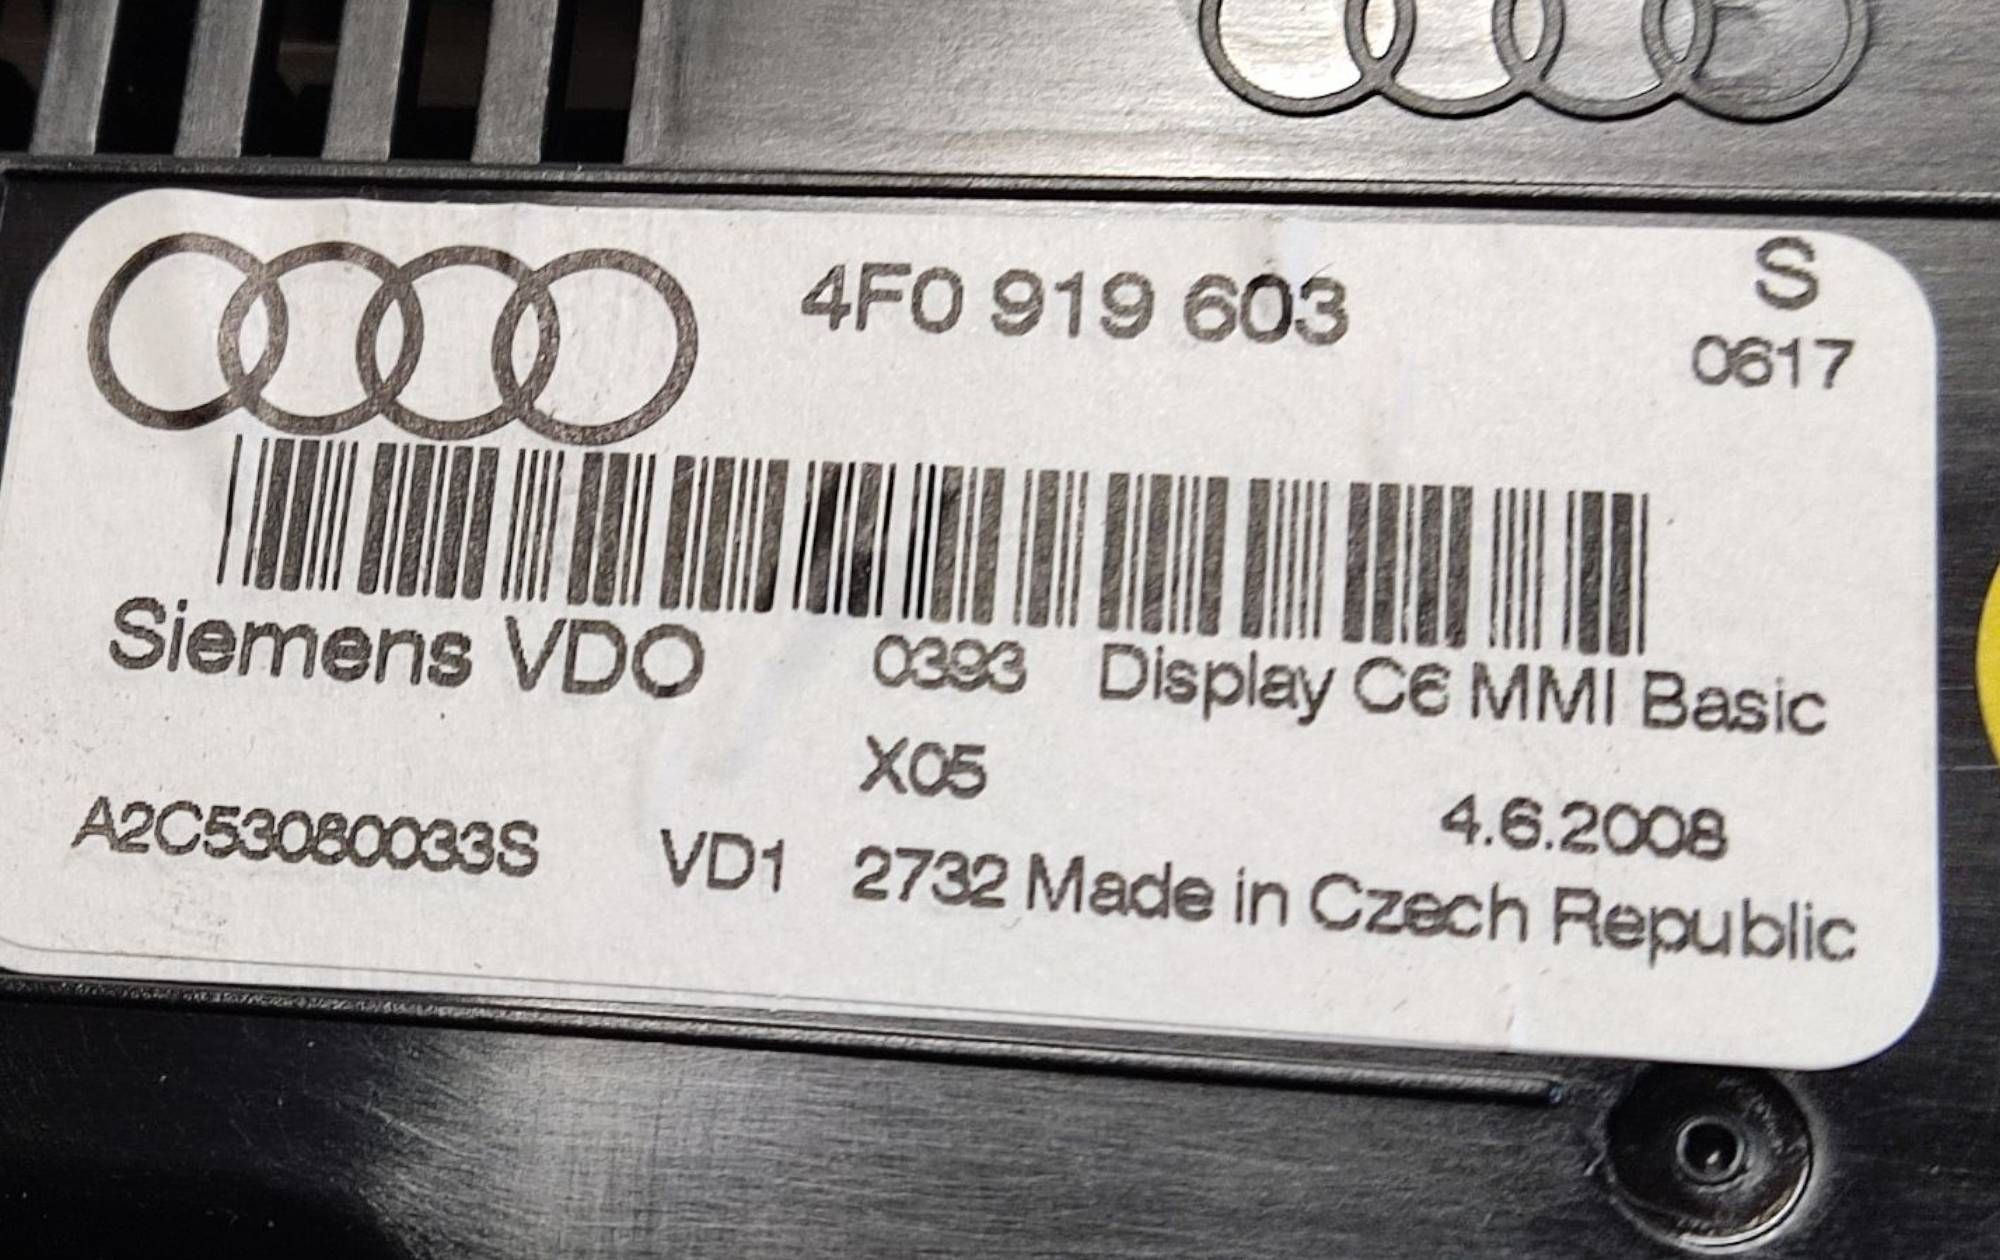 4F0 919 603 S
0617
Siemens VDO 0393 Display C6 MMI Basic
X05
4.6.2008
A2C53080033S VD1 2732 Made in Czech Republic